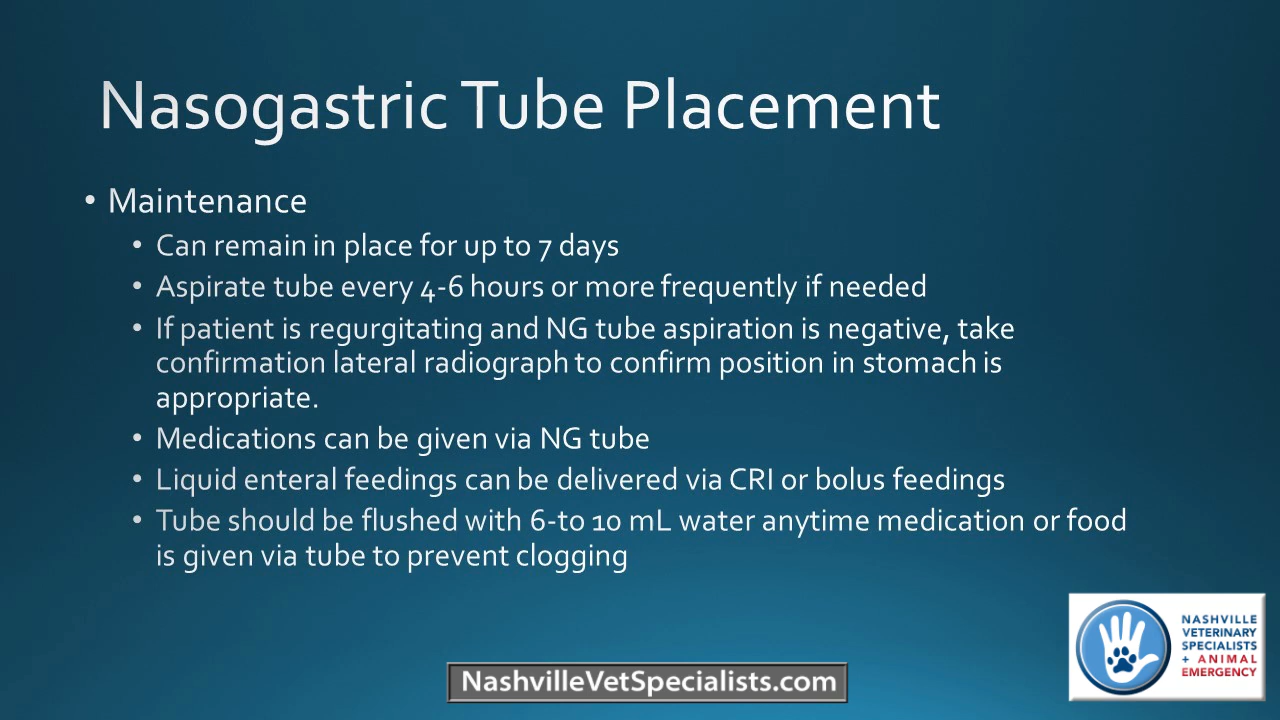 Nasogastric Tube Placement
• Maintenance
• Can remain in place for up to 7 days
• Aspirate tube every 4-6 hours or more frequently if needed
• If patient is regurgitating and NG tube aspiration is negative, take
confirmation lateral radiograph to confirm position in stomach is
appropriate.
• Medications can be given via NG tube
• Liquid enteral feedings can be delivered via CRI or bolus feedings
• Tube should be flushed with 6-to 10 mL water anytime medication or food
is given via tube to prevent clogging
NASHVILLE
VETERINARY
SPECIALISTS
+ ANIMAL
EMERGENCY
NashvilleVetSpecialists.com